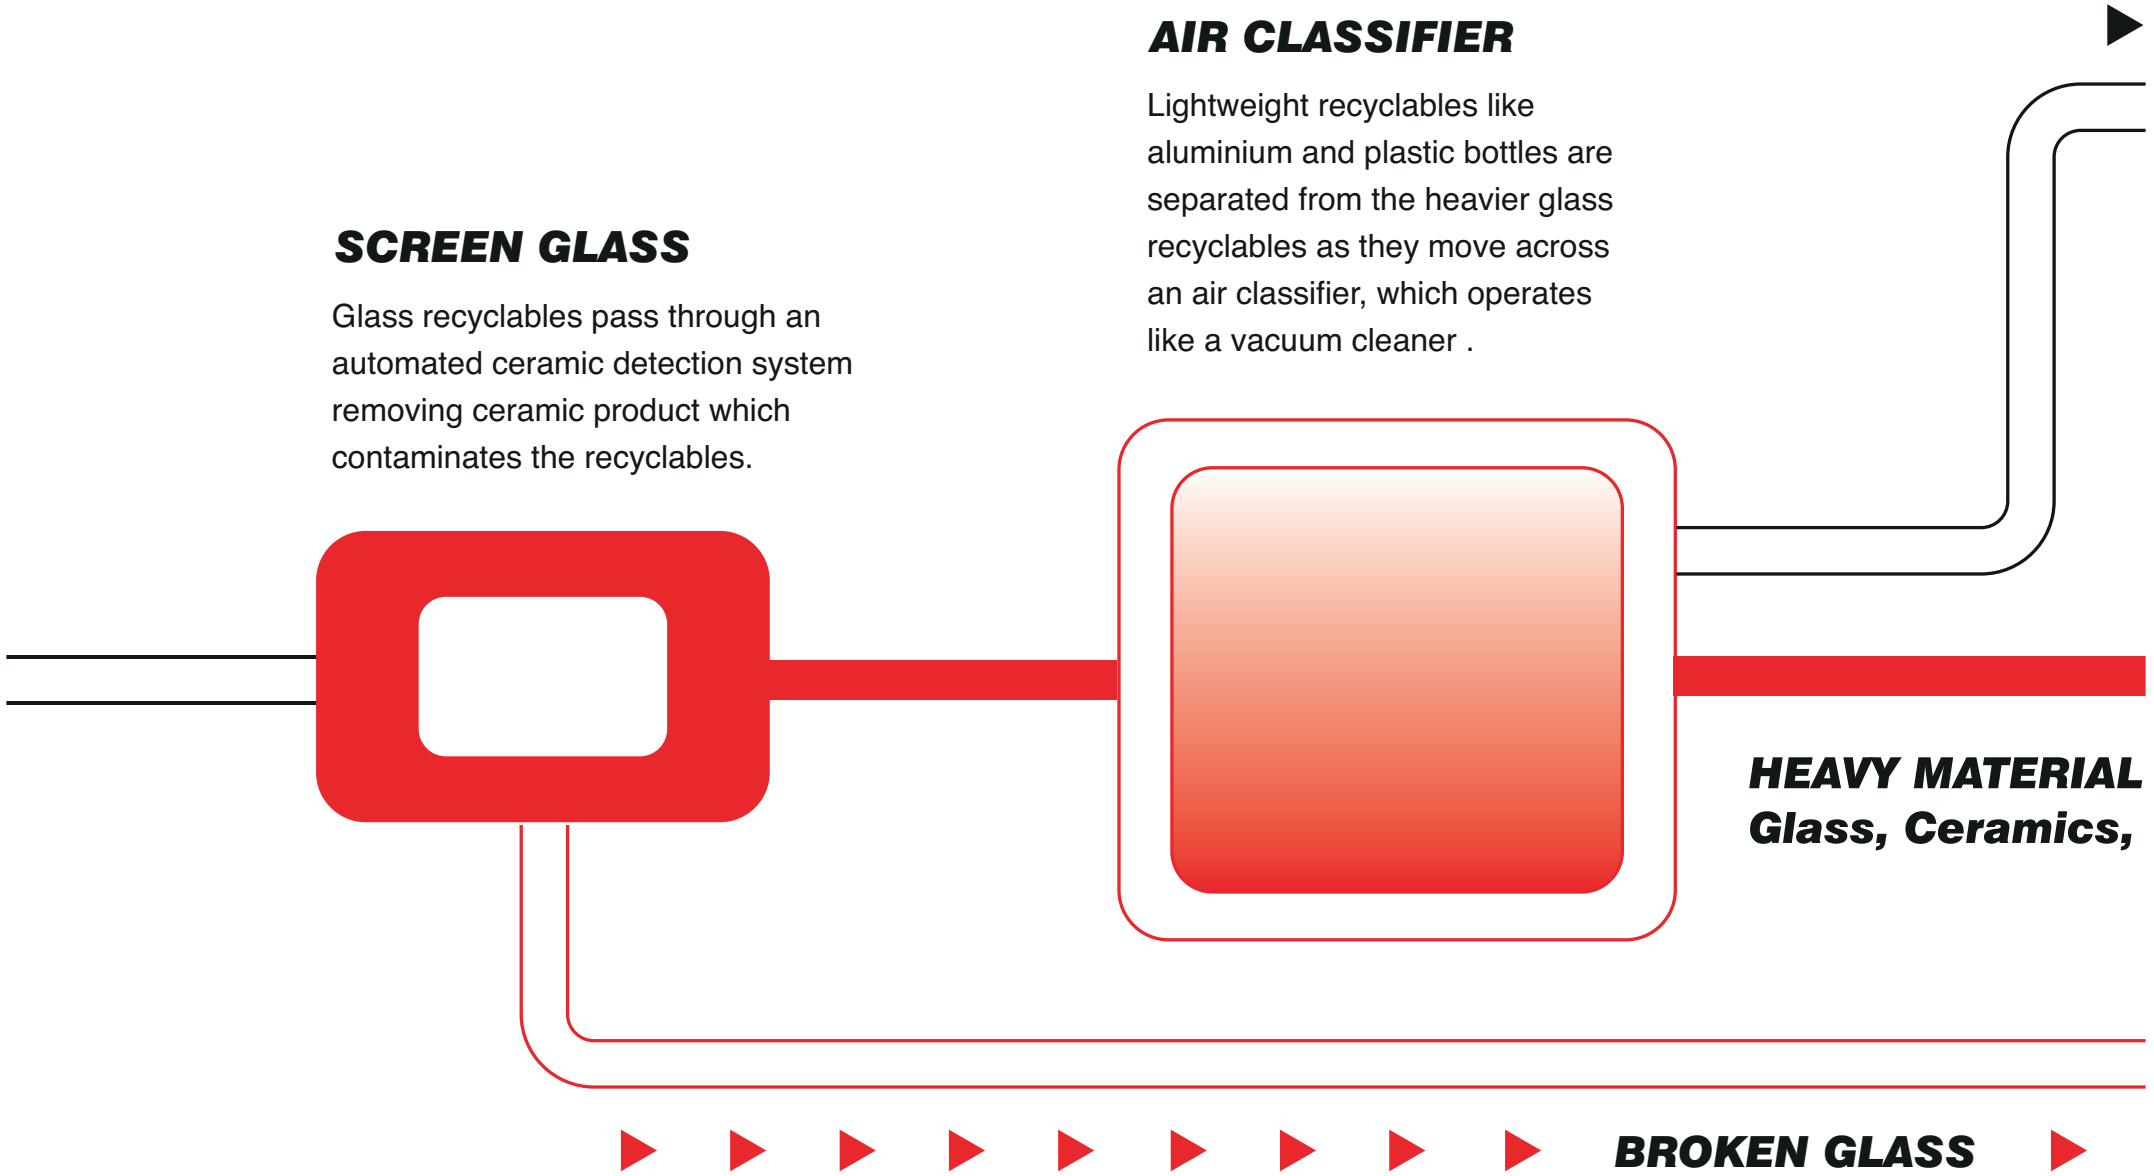 AIR CLASSIFIER
Lightweight recyclables like
aluminium and plastic bottles are
separated from the heavier glass
recyclables as they move across
an air classifier, which operates
like a vacuum cleaner .
SCREEN GLASS
Glass recyclables pass through an
automated ceramic detection system
removing ceramic product which
contaminates the recyclables.
HEAVY MATERIAL
Glass, Ceramics,
BROKEN GLASS